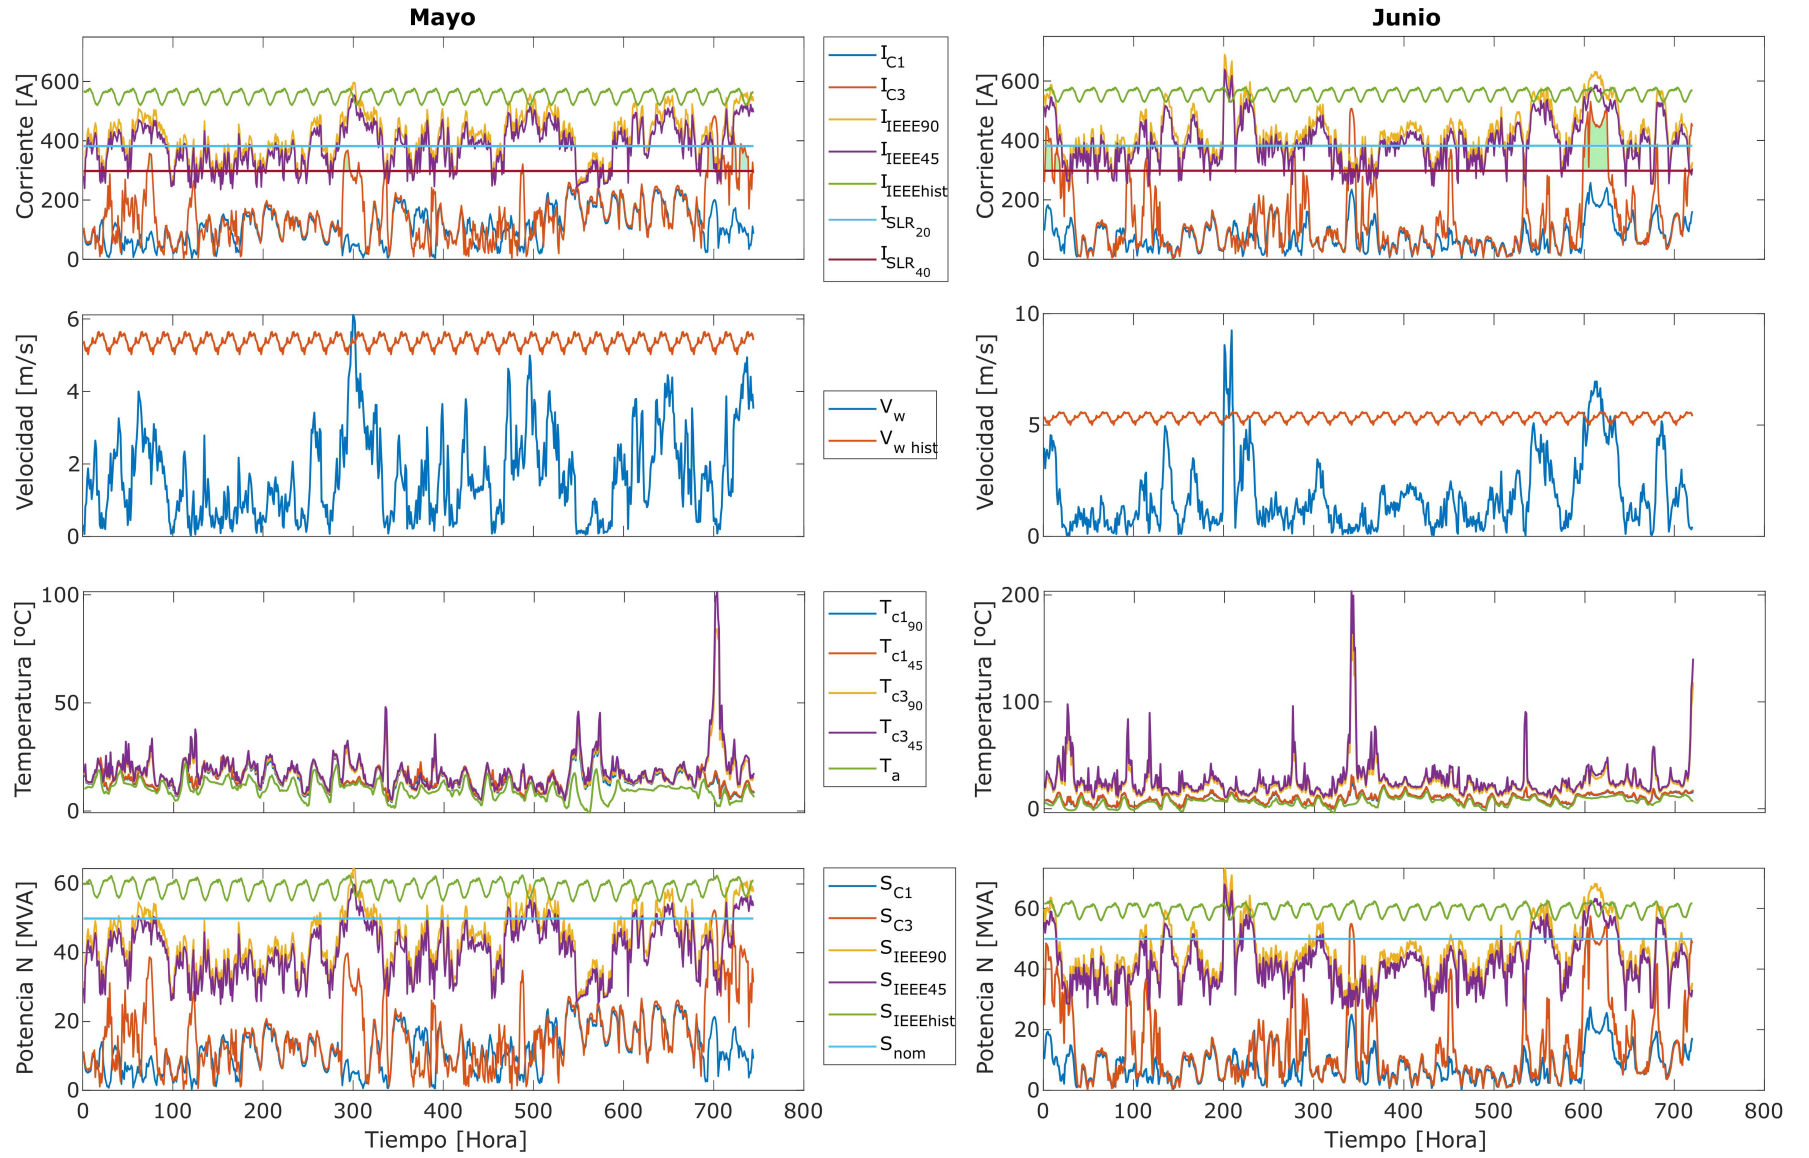 Mayo
Junio
Corriente [A]
600
400
200
0
I_C1
I_C3
I_IEEE90
I_IEEE45
I_IEEEhist
I_SLR_20
I_SLR_40
Corriente [A]
600
400
200
0
Velocidad [m/s]
6
4
2
0
V_w
V_w hist
Velocidad [m/s]
10
5
0
Temperatura [ºC]
100
50
0
T_c1_90
T_c1_45
T_c3_90
T_c3_45
T_a
Temperatura [ºC]
200
100
0
Potencia N [MVA]
60
40
20
0
0 100 200 300 400 500 600 700 800
Tiempo [Hora]
S_C1
S_C3
S_IEEE90
S_IEEE45
S_IEEEhist
S_nom
Potencia N [MVA]
60
40
20
0
0 100 200 300 400 500 600 700 800
Tiempo [Hora]